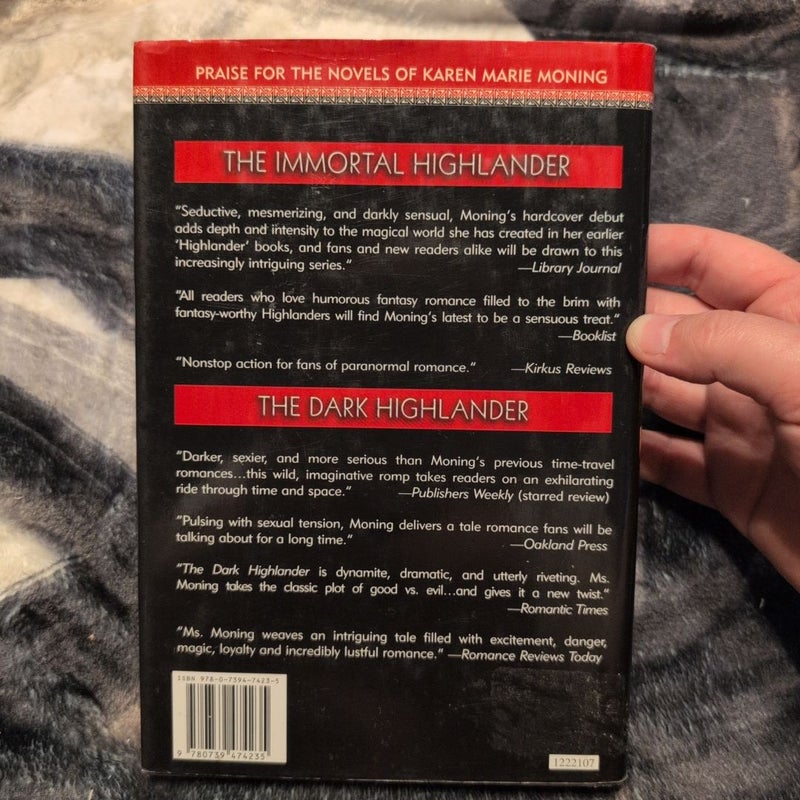 PRAISE FOR THE NOVELS OF KAREN MARIE MONING
THE IMMORTAL HIGHLANDER
"Seductive, mesmerizing, and darkly sensual, Moning's hardcover debut
adds depth and intensity to the magical world she has created in her earlier
'Highlander' books, and fans and new readers alike will be drawn to this
increasingly intriguing series." —Library Journal
"All readers who love humorous fantasy romance filled to the brim with
fantasy-worthy Highlanders will find Moning's latest to be a sensuous treat."
—Booklist
"Nonstop action for fans of paranormal romance." —Kirkus Reviews
THE DARK HIGHLANDER
"Darker, sexier, and more serious than Moning's previous time-travel
romances...this wild, imaginative romp takes readers on an exhilarating
ride through time and space." —Publishers Weekly (starred review)
"Pulsing with sexual tension, Moning delivers a tale romance fans will be
talking about for a long time." —Oakland Press
"The Dark Highlander is dynamite, dramatic, and utterly riveting. Ms.
Moning takes the classic plot of good vs. evil...and gives it a new twist."
—Romantic Times
"Ms. Moning weaves an intriguing tale filled with excitement, danger,
magic, loyalty and incredibly lustful romance." —Romance Reviews Today
ISBN 978-0-7394-7423-5
9 780739 474235
1222107